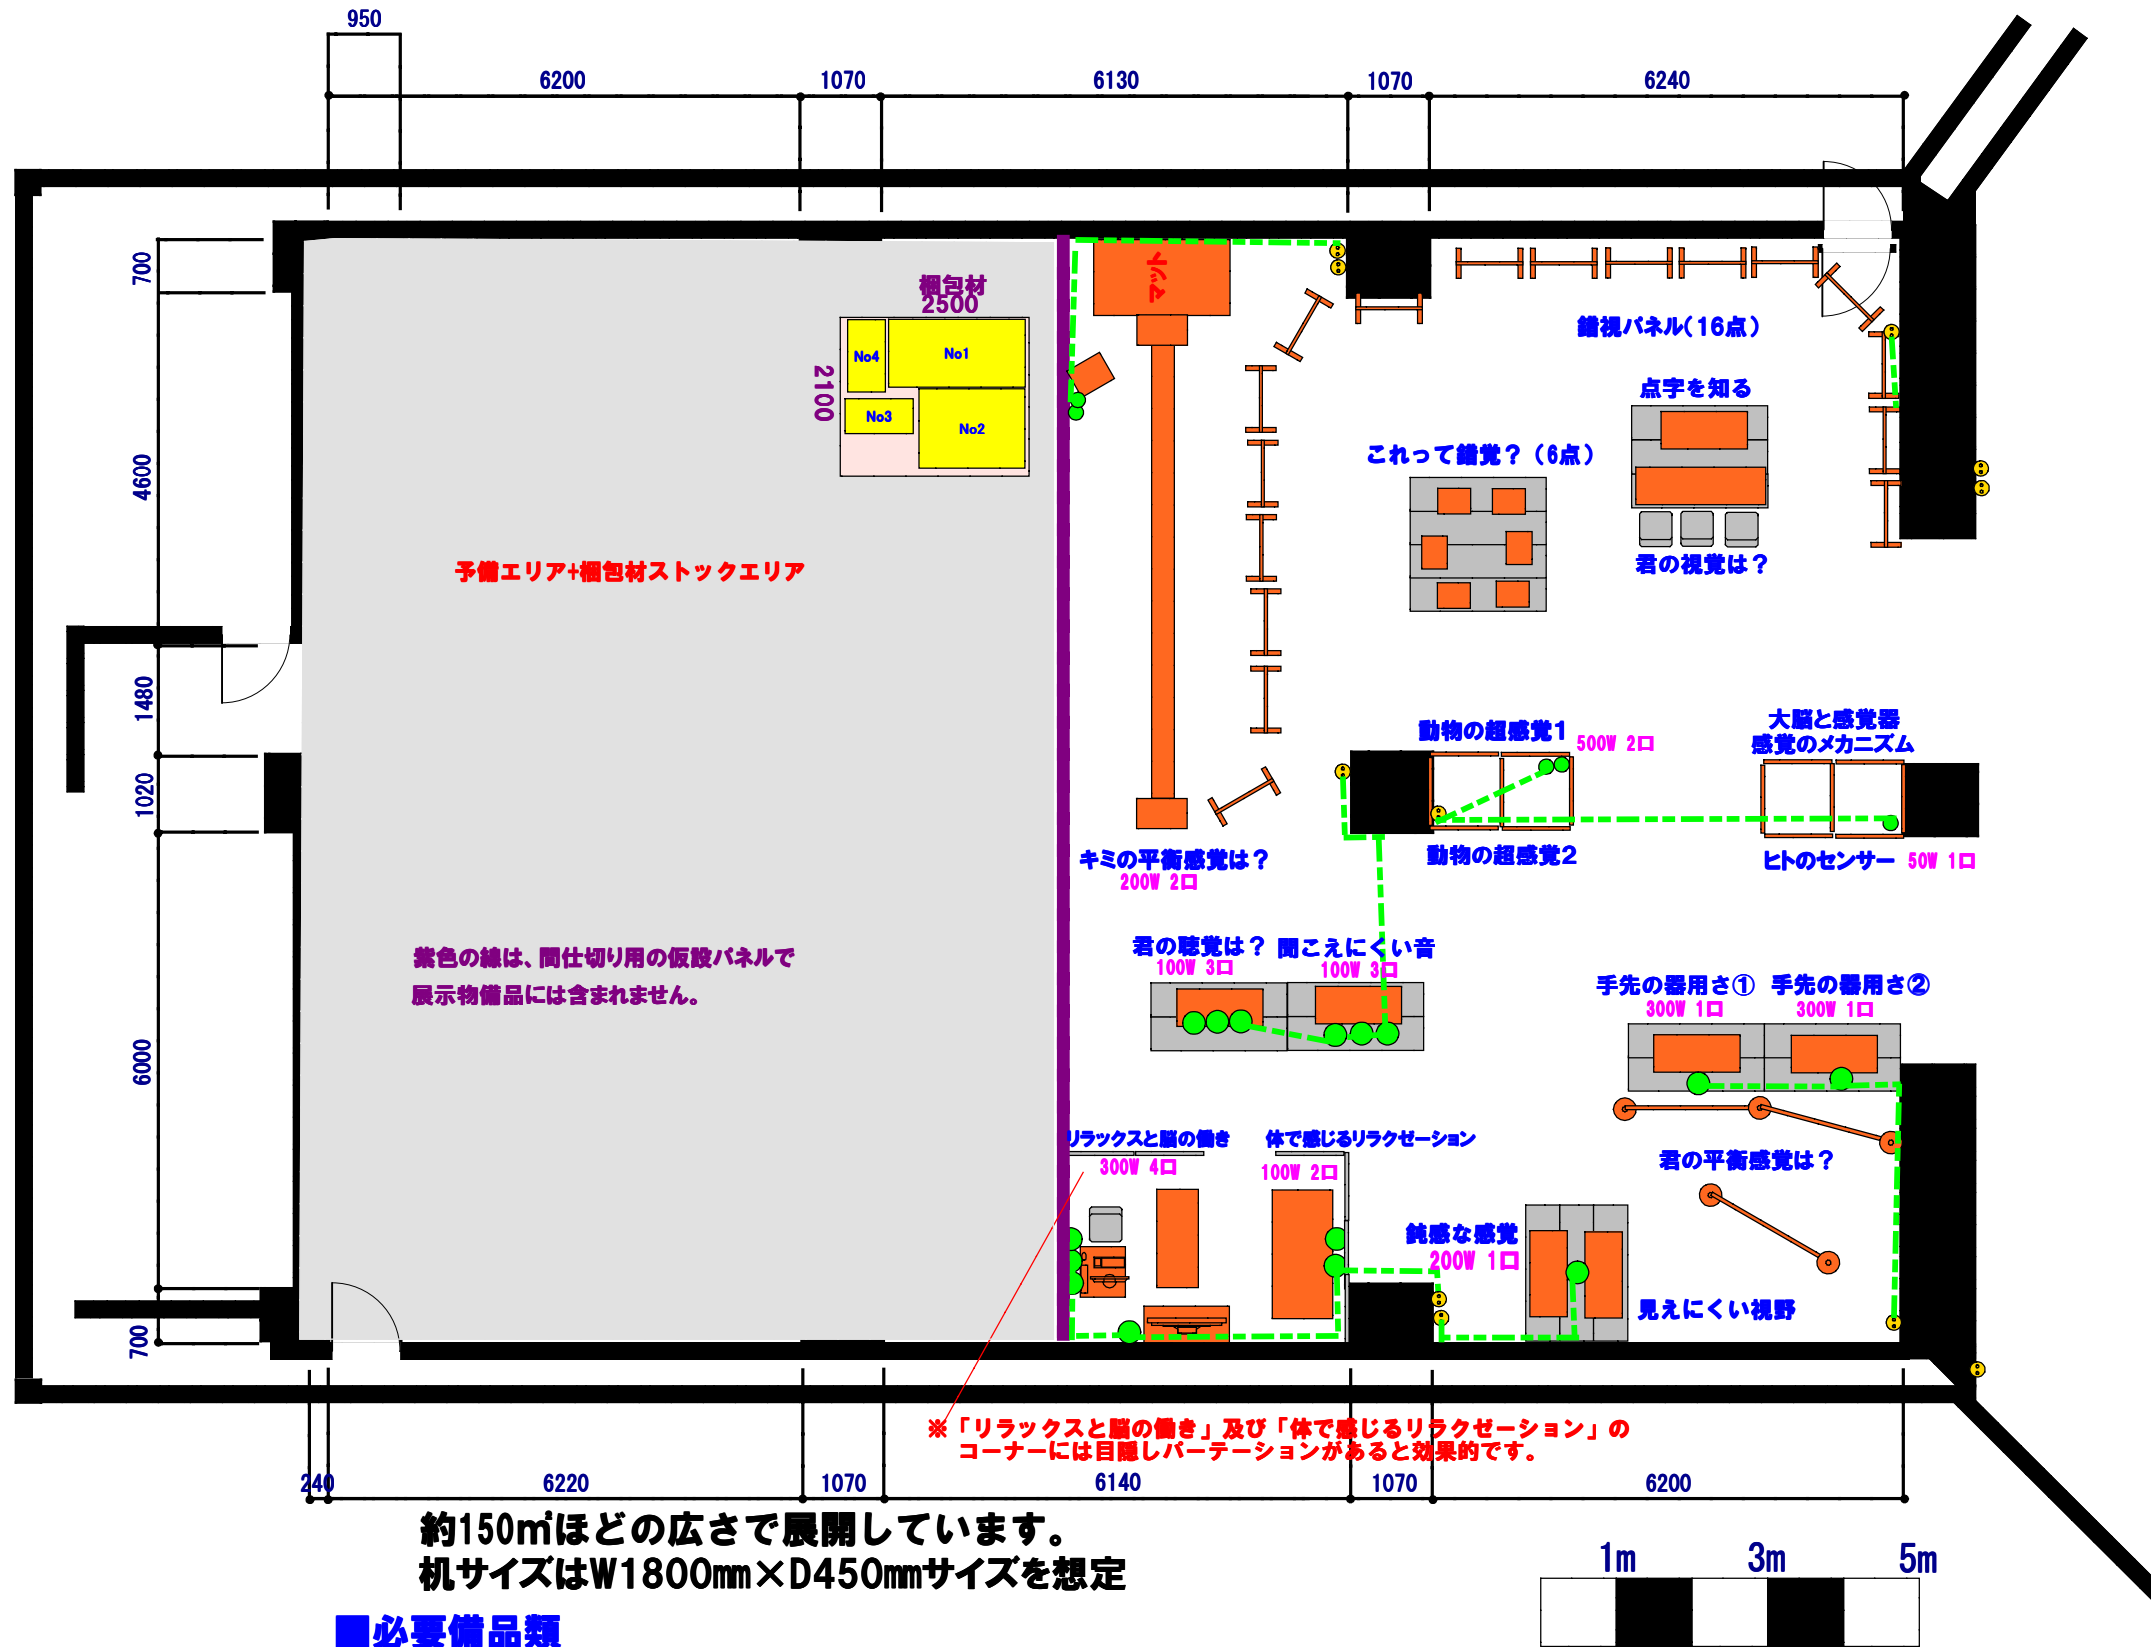 950
6200
1070
6130
1070
6240
700
4600
1480
1020
6000
700
梱包材
2500
2100
No4
No1
No3
No2
マット
錯視パネル(16点)
点字を知る
これって錯覚？(6点)
君の視覚は？
予備エリア+梱包材ストックエリア
動物の超感覚1
500W 2口
大脳と感覚器
感覚のメカニズム
動物の超感覚2
ヒトのセンサー 50W 1口
キミの平衡感覚は？
200W 2口
紫色の線は、間仕切り用の仮設パネルで
展示物備品には含まれません。
君の聴覚は？ 聞こえにくい音
100W 3口
100W 3口
手先の器用さ① 手先の器用さ②
300W 1口
300W 1口
リラックスと脳の働き
300W 4口
体で感じるリラクゼーション
100W 2口
君の平衡感覚は？
鈍感な感覚
200W 1口
見えにくい視野
※「リラックスと脳の働き」及び「体で感じるリラクゼーション」の
コーナーには目隠しパーテーションがあると効果的です。
240
6220
1070
6140
1070
6200
約150㎡ほどの広さで展開しています。
机サイズはW1800㎜×D450㎜サイズを想定
1m
3m
5m
■必要備品類